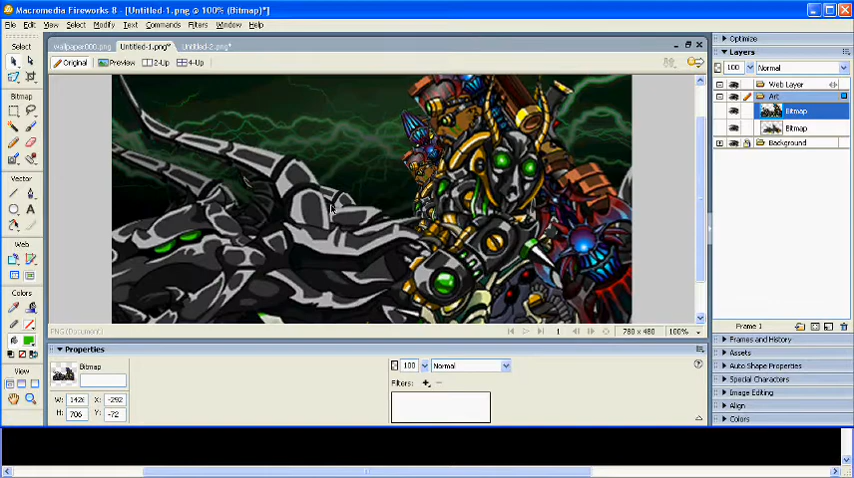 Macromedia Fireworks 8 - [Untitled-1.png @ 100% (Bitmap)*]
File Edit View Select Modify Text Commands Filters Window Help
Select
wallpaper000.png Untitled-1.png* Untitled-2.png*
Original Preview 2-Up 4-Up
Bitmap
Vector
Web
Colors
View
PNG (Document)
1 780 x 480 100%
Properties
Bitmap
W: 1426 X: -292
H: 706 Y: -72
100 Normal
Filters:
Optimize
Layers
100 Normal
Web Layer
Art
Bitmap
Bitmap
Background
Frame 1
Frames and History
Assets
Auto Shape Properties
Special Characters
Image Editing
Align
Colors